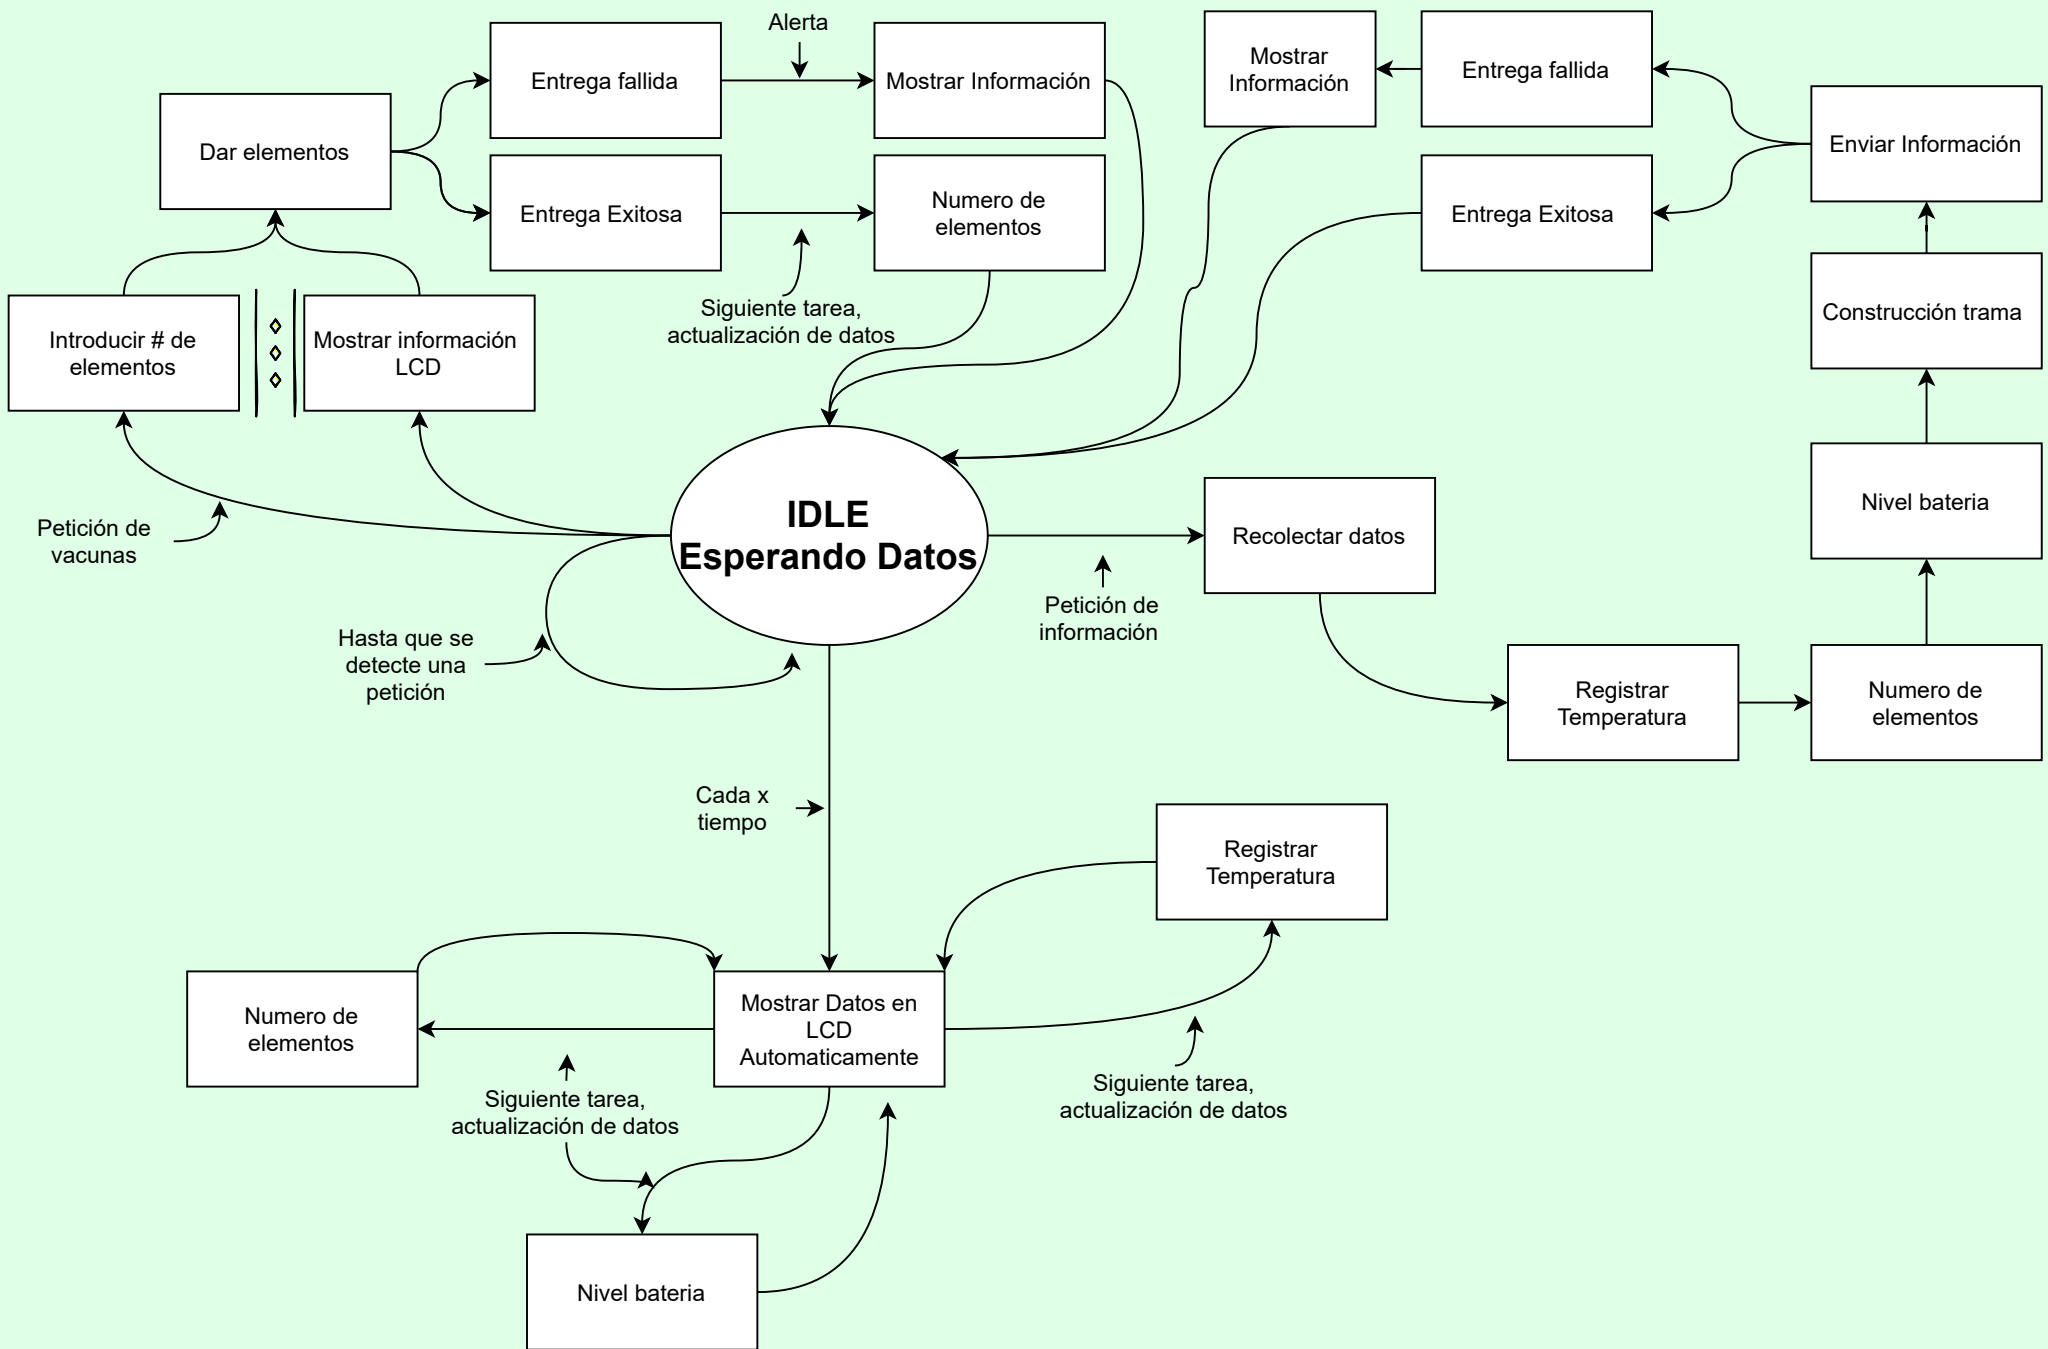 Alerta
Entrega fallida
Mostrar Información
Mostrar
Información
Entrega fallida
Dar elementos
Enviar Información
Entrega Exitosa
Numero de
elementos
Entrega Exitosa
Siguiente tarea,
actualización de datos
Introducir # de
elementos
Mostrar información
LCD
Construcción trama
Petición de
vacunas
IDLE
Esperando Datos
Recolectar datos
Nivel bateria
Petición de
información
Hasta que se
detecte una
petición
Registrar
Temperatura
Numero de
elementos
Cada x
tiempo
Registrar
Temperatura
Numero de
elementos
Mostrar Datos en
LCD
Automaticamente
Siguiente tarea,
actualización de datos
Siguiente tarea,
actualización de datos
Nivel bateria